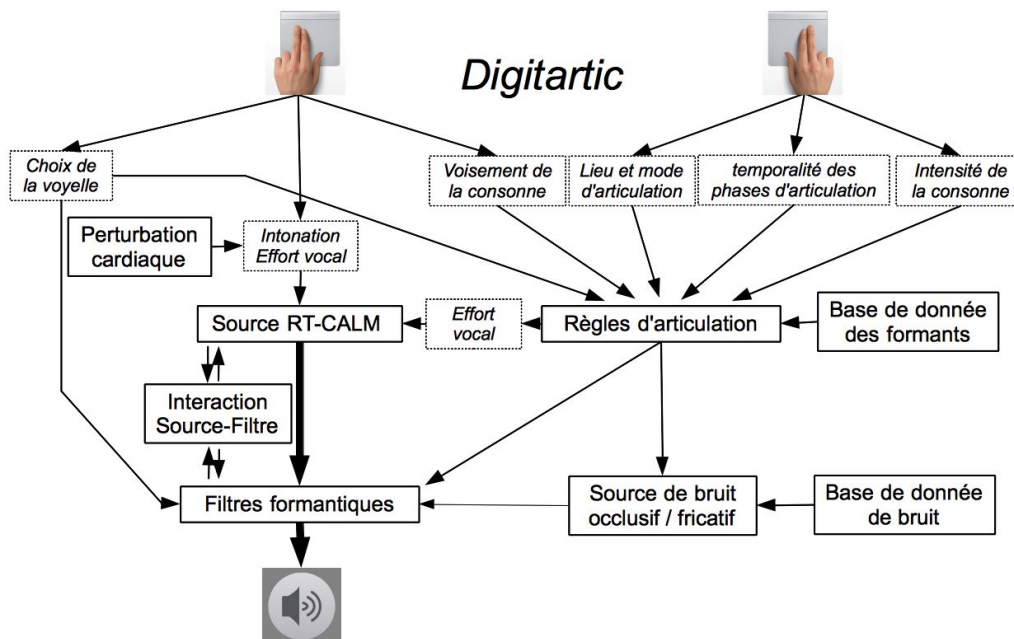 Digitartic
Choix de
la voyelle
Voisement de
la consonne
Lieu et mode
d'articulation
temporalité des
phases d'articulation
Intensité de
la consonne
Perturbation
cardiaque
Intonation
Effort vocal
Source RT-CALM
Effort
vocal
Règles d'articulation
Base de donnée
des formants
Interaction
Source-Filtre
Filtres formantiques
Source de bruit
occlusif / fricatif
Base de donnée
de bruit